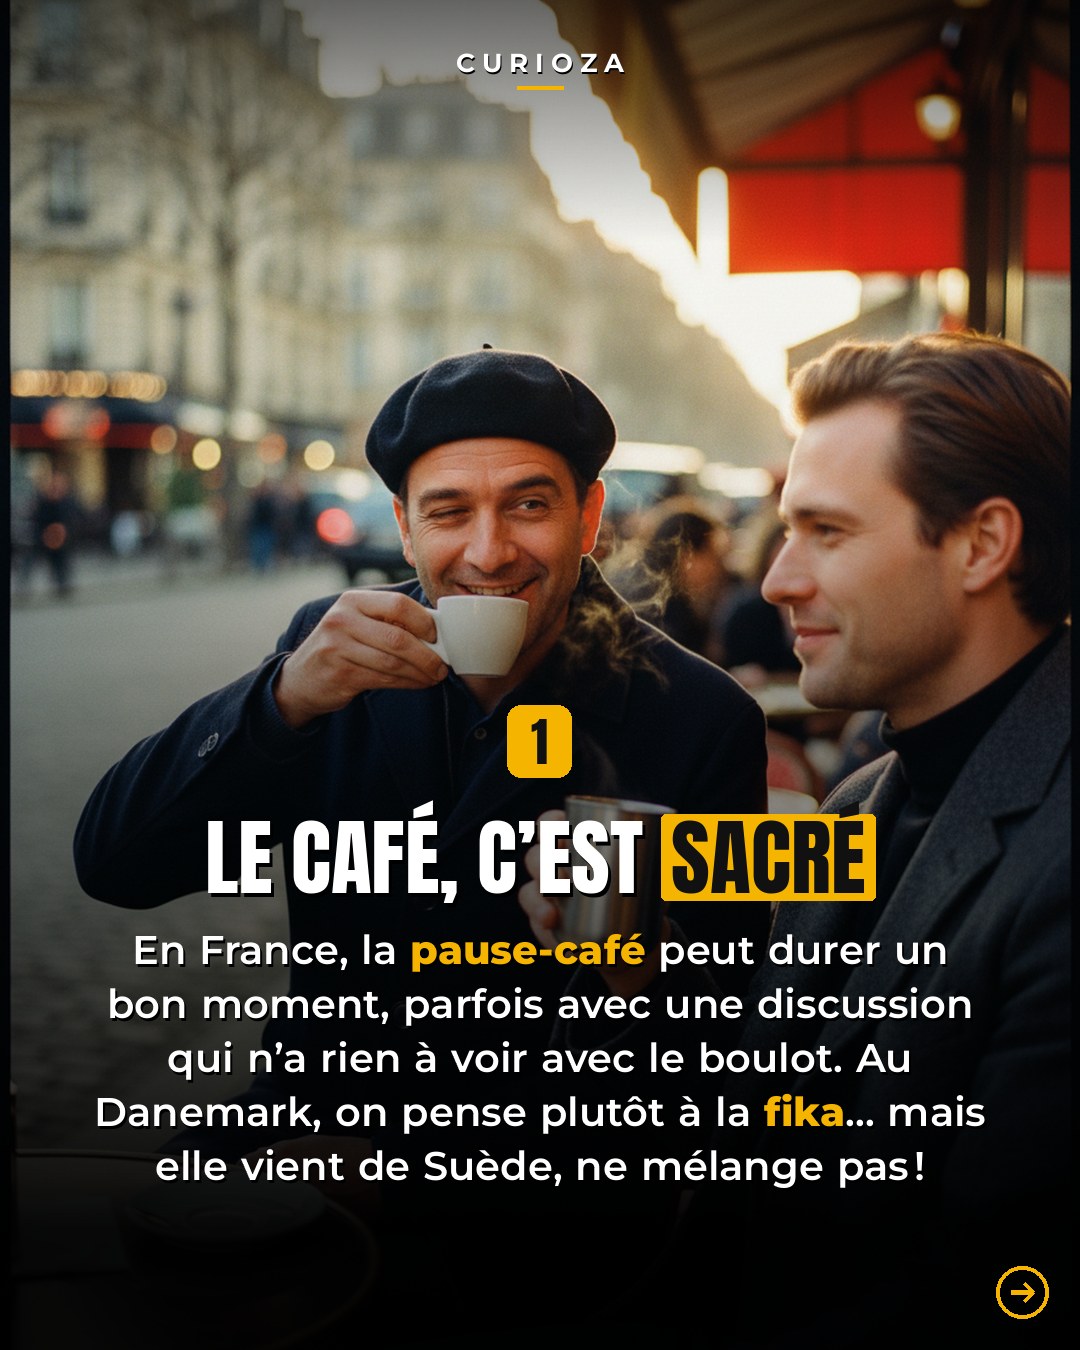 CURIOZA
1
LE CAFÉ, C’EST SACRÉ
En France, la pause-café peut durer un
bon moment, parfois avec une discussion
qui n’a rien à voir avec le boulot. Au
Danemark, on pense plutôt à la fika... mais
elle vient de Suède, ne mélange pas !